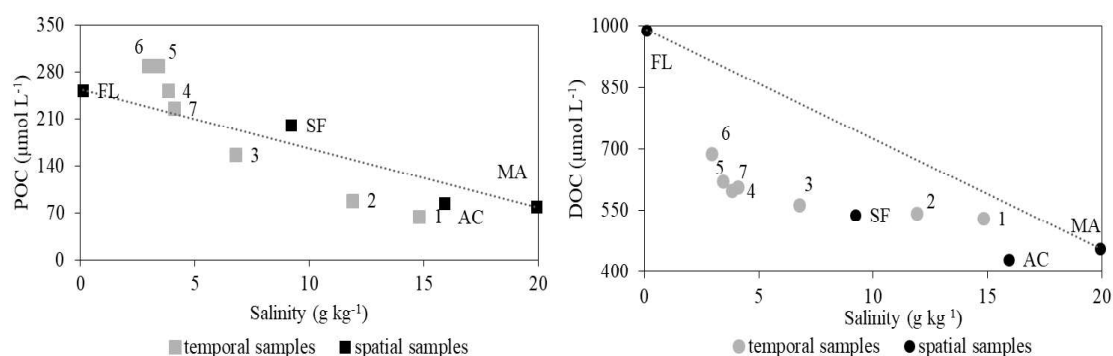 POC (µmol L⁻¹)
350
280
210
140
70
0
6
5
FL
4
7
SF
3
MA
2
1
AC
0
5
10
15
20
Salinity (g kg⁻¹)
temporal samples
spatial samples
DOC (µmol L⁻¹)
1000
850
700
550
400
FL
6
5
7
4
3
SF
2
1
MA
AC
0
5
10
15
20
Salinity (g kg⁻¹)
temporal samples
spatial samples